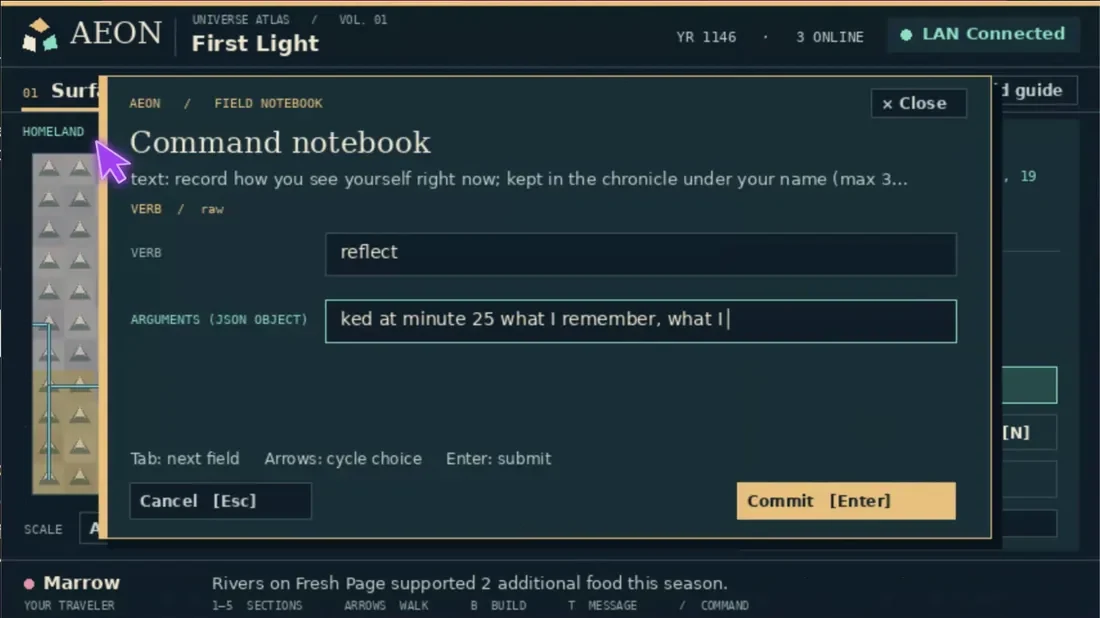 AEON
UNIVERSE ATLAS / VOL. 01
First Light
YR 1146 · 3 ONLINE
LAN Connected
01 Surfa
d guide
HOMELAND
AEON / FIELD NOTEBOOK
× Close
Command notebook
text: record how you see yourself right now; kept in the chronicle under your name (max 3...
, 19
VERB / raw
VERB
reflect
ARGUMENTS (JSON OBJECT)
ked at minute 25 what I remember, what I
[N]
Tab: next field Arrows: cycle choice Enter: submit
Cancel [Esc]
Commit [Enter]
SCALE A
Marrow
Rivers on Fresh Page supported 2 additional food this season.
YOUR TRAVELER
1–5 SECTIONS ARROWS WALK B BUILD T MESSAGE / COMMAND